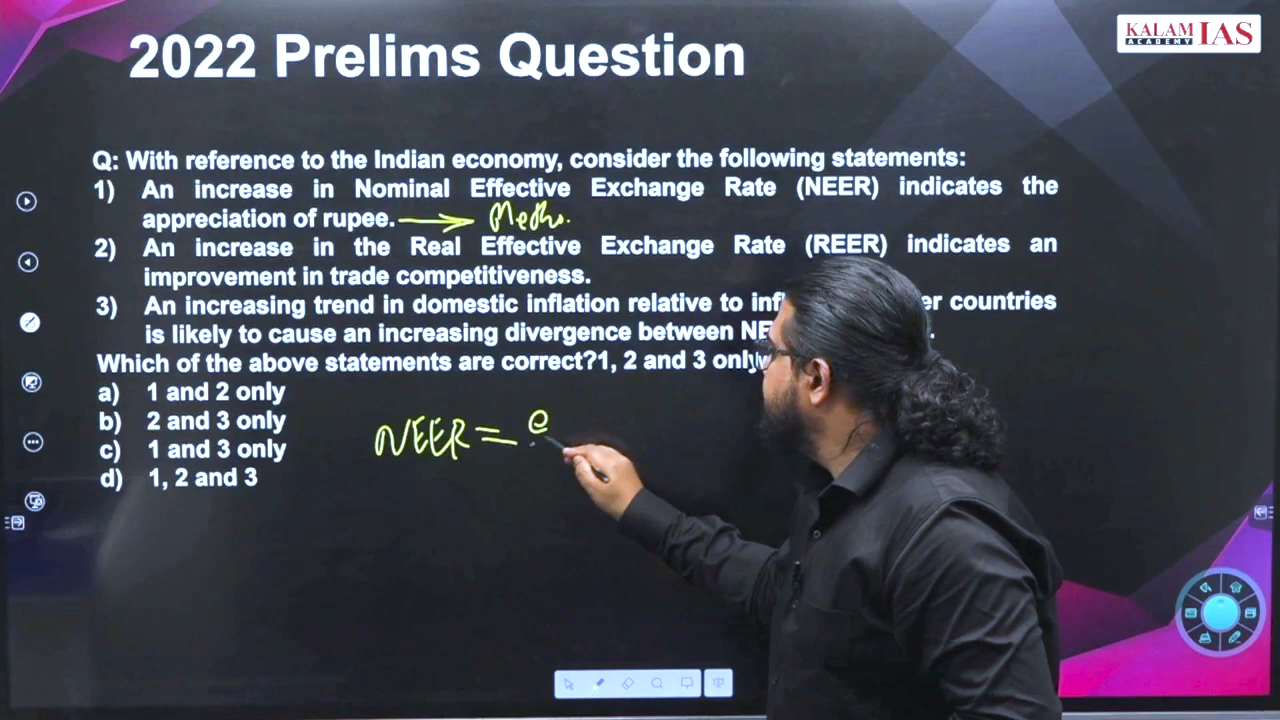 KALAM IAS
ACADEMY
2022 Prelims Question
Q: With reference to the Indian economy, consider the following statements:
1) An increase in Nominal Effective Exchange Rate (NEER) indicates the
appreciation of rupee.
2) An increase in the Real Effective Exchange Rate (REER) indicates an
improvement in trade competitiveness.
3) An increasing trend in domestic inflation relative to countries
is likely to cause an increasing divergence between
Which of the above statements are correct?1, 2 and 3 only
a) 1 and 2 only
b) 2 and 3 only
c) 1 and 3 only
d) 1, 2 and 3
NEER = e